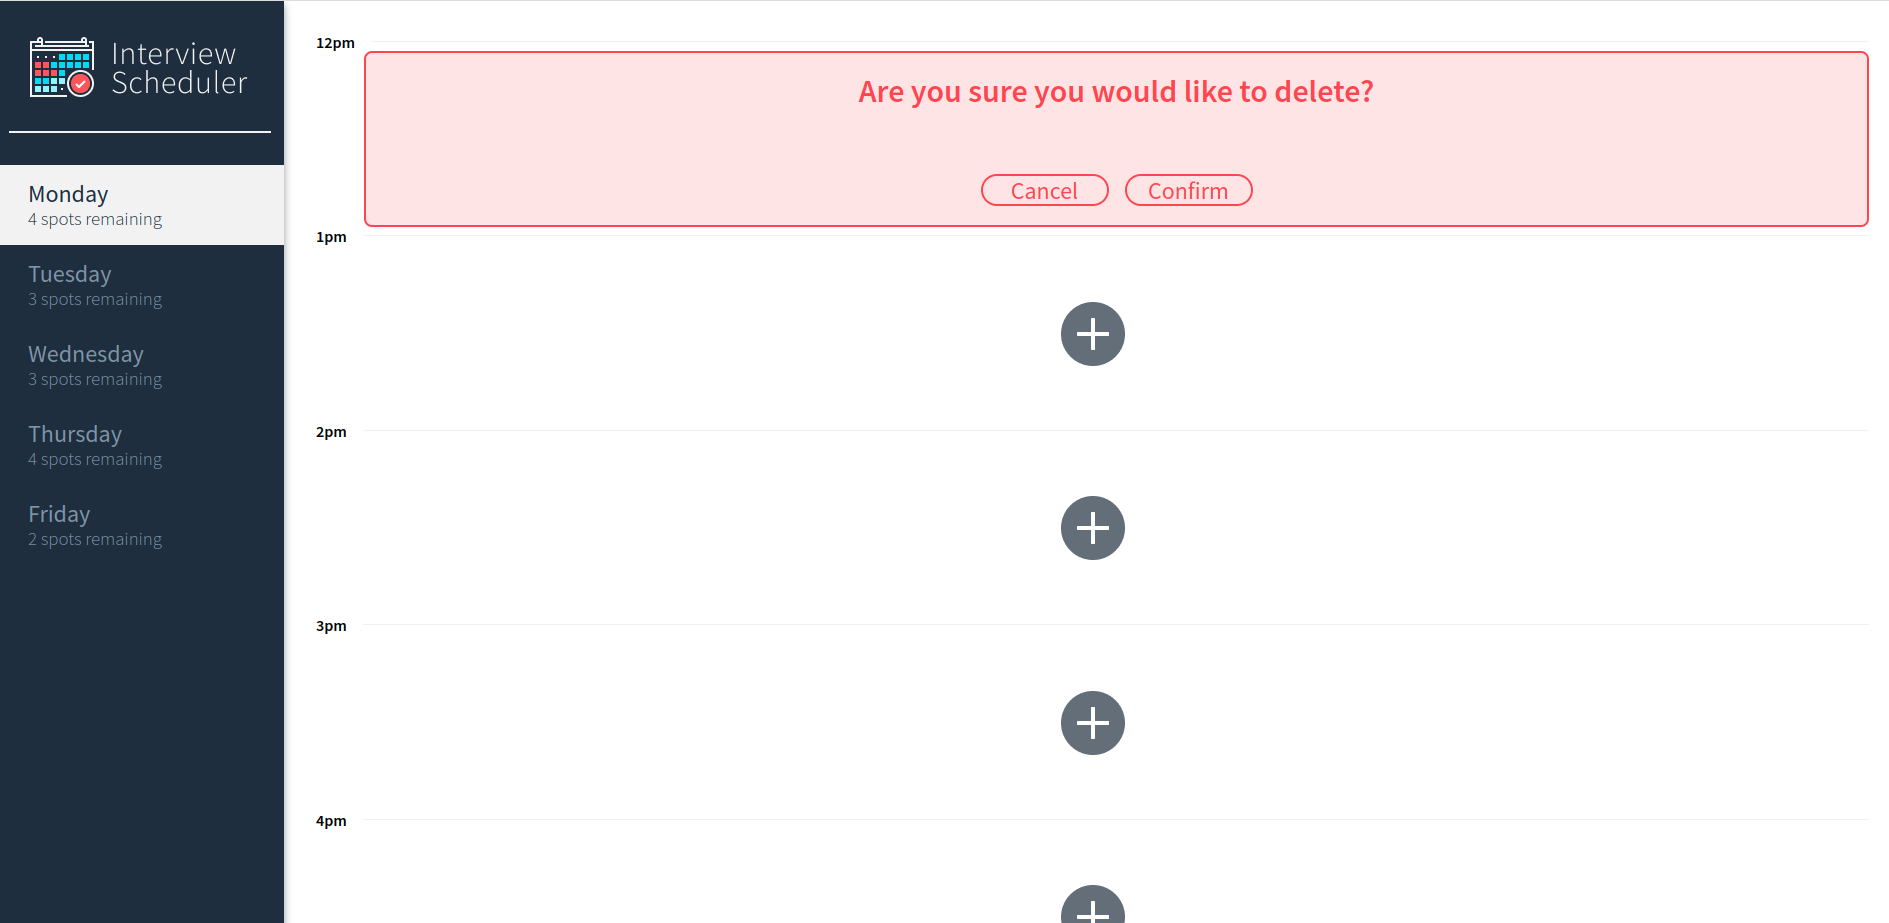 Interview
Scheduler
Monday
4 spots remaining
Tuesday
3 spots remaining
Wednesday
3 spots remaining
Thursday
4 spots remaining
Friday
2 spots remaining
12pm
Are you sure you would like to delete?
Cancel Confirm
1pm
2pm
3pm
4pm